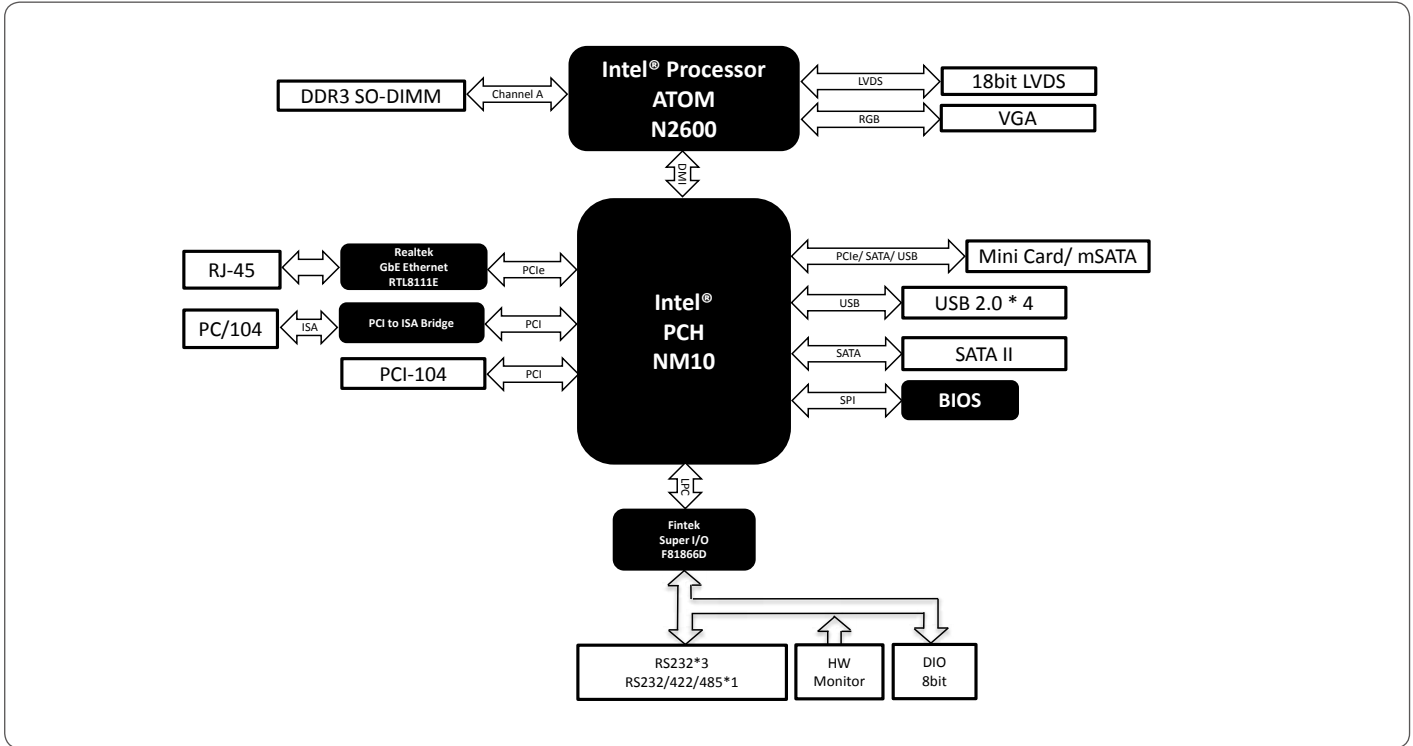 Intel® Processor
ATOM
N2600
DDR3 SO-DIMM
Channel A
LVDS
18bit LVDS
RGB
VGA
DMI
RJ-45
Realtek
GbE Ethernet
RTL8111E
PCIe
PC/104
ISA
PCI to ISA Bridge
PCI
PCI-104
PCI
Intel®
PCH
NM10
PCIe/ SATA/ USB
Mini Card/ mSATA
USB
USB 2.0 * 4
SATA
SATA II
SPI
BIOS
LPC
Fintek
Super I/O
F81866D
RS232*3
RS232/422/485*1
HW
Monitor
DIO
8bit